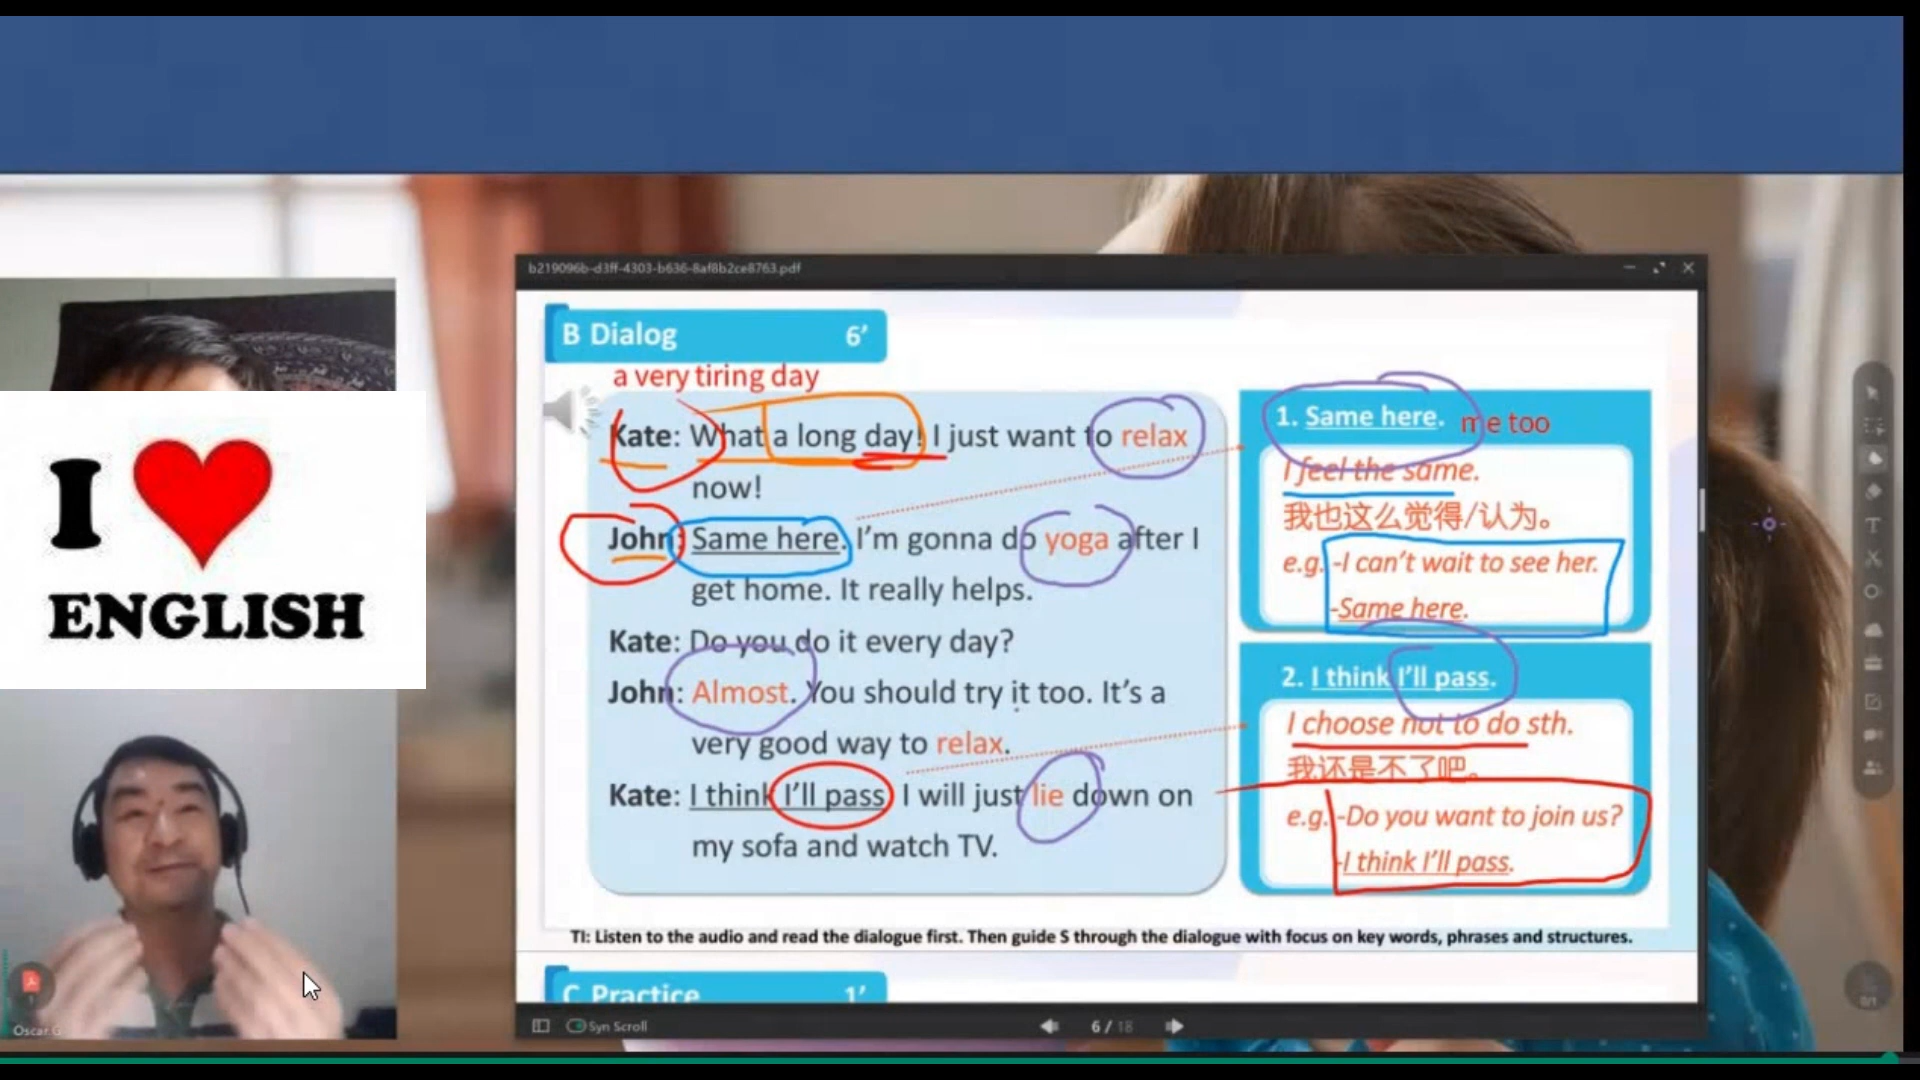 b219096b-d3ff-4303-b636-8af8b2ce8763.pdf
B Dialog 6’
a very tiring day
Kate: What a long day! I just want to relax
now!
John: Same here. I’m gonna do yoga after I
get home. It really helps.
Kate: Do you do it every day?
John: Almost. You should try it too. It’s a
very good way to relax.
Kate: I think I’ll pass. I will just lie down on
my sofa and watch TV.
1. Same here. me too
I feel the same.
我也这么觉得/认为。
e.g. -I can’t wait to see her.
-Same here.
2. I think I’ll pass.
I choose not to do sth.
我还是不了吧。
e.g. -Do you want to join us?
-I think I’ll pass.
TI: Listen to the audio and read the dialogue first. Then guide S through the dialogue with focus on key words, phrases and structures.
C Practice 1’
Syn Scroll
6 / 18
I
ENGLISH
Oscar G
0/1